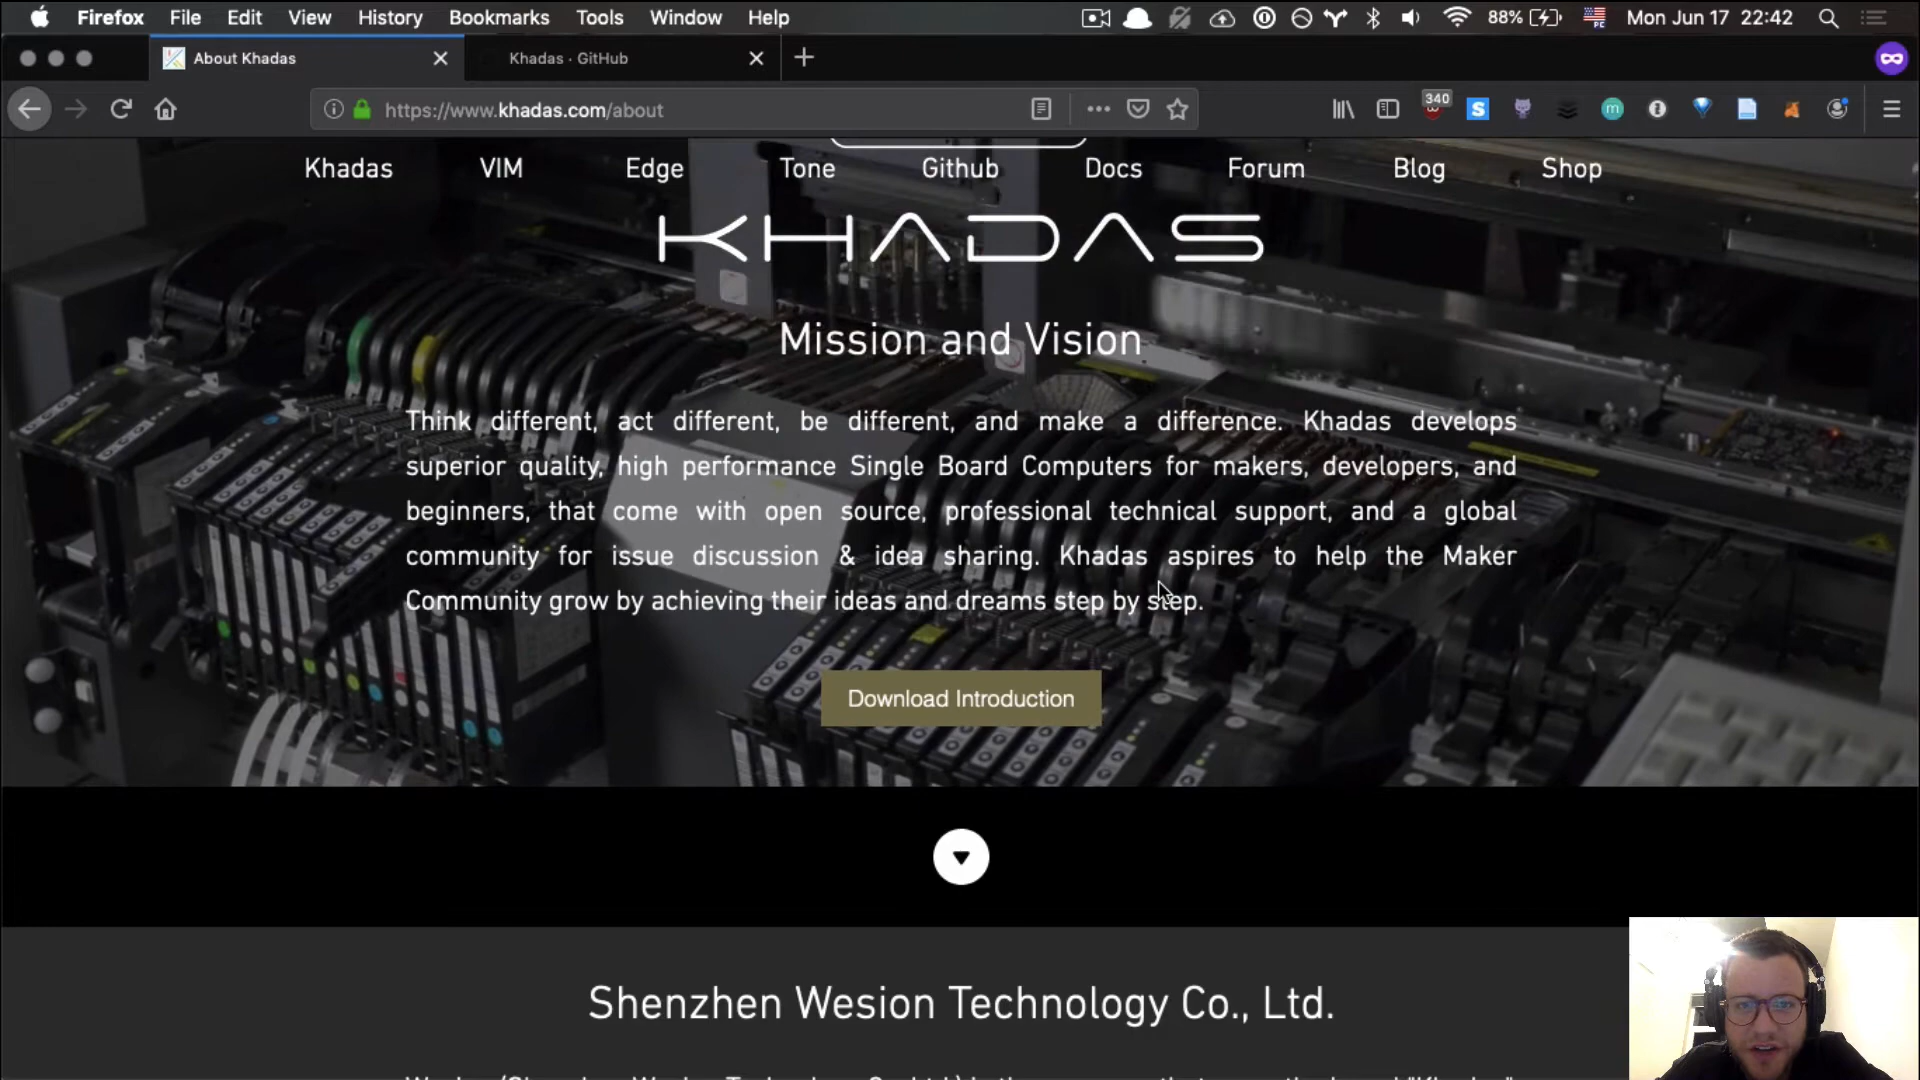 Firefox File Edit View History Bookmarks Tools Window Help 88% Mon Jun 17 22:42
About Khadas Khadas · GitHub
https://www.khadas.com/about 340
Khadas VIM Edge Tone Github Docs Forum Blog Shop
KHADAS
Mission and Vision
Think different, act different, be different, and make a difference. Khadas develops
superior quality, high performance Single Board Computers for makers, developers, and
beginners, that come with open source, professional technical support, and a global
community for issue discussion & idea sharing. Khadas aspires to help the Maker
Community grow by achieving their ideas and dreams step by step.
Download Introduction
Shenzhen Wesion Technology Co., Ltd.